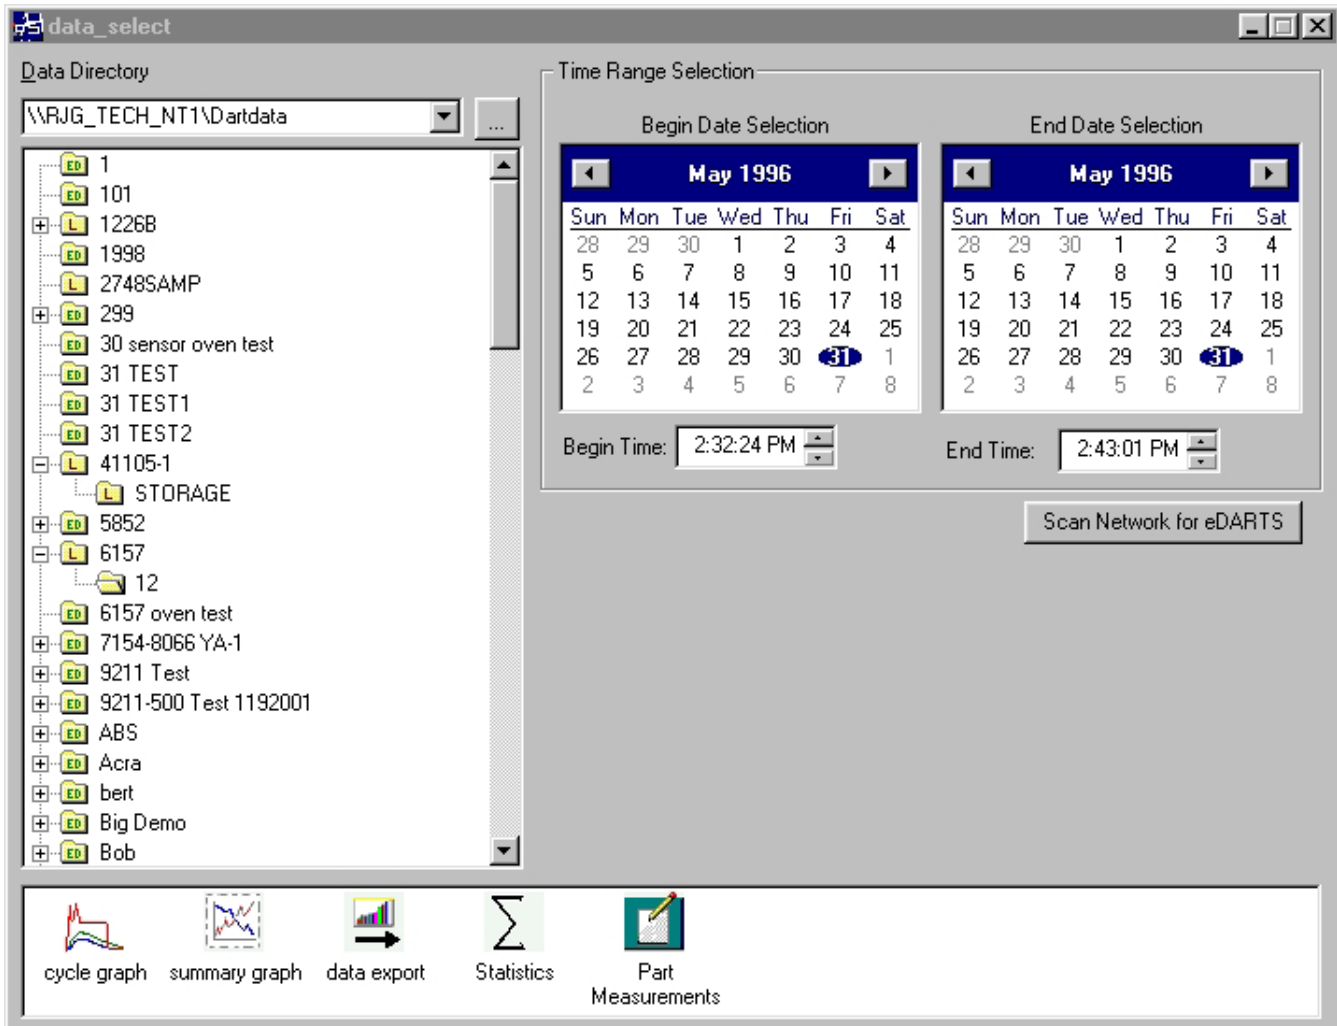 data_select
Data Directory
\\RJG_TECH_NT1\Dartdata
...
1
101
1226B
1998
2748SAMP
299
30 sensor oven test
31 TEST
31 TEST1
31 TEST2
41105-1
STORAGE
5852
6157
12
6157 oven test
7154-8066 YA-1
9211 Test
9211-500 Test 1192001
ABS
Acra
bert
Big Demo
Bob
Time Range Selection
Begin Date Selection
May 1996
Sun Mon Tue Wed Thu Fri Sat
28 29 30 1 2 3 4
5 6 7 8 9 10 11
12 13 14 15 16 17 18
19 20 21 22 23 24 25
26 27 28 29 30 31 1
2 3 4 5 6 7 8
Begin Time: 2:32:24 PM
End Date Selection
May 1996
Sun Mon Tue Wed Thu Fri Sat
28 29 30 1 2 3 4
5 6 7 8 9 10 11
12 13 14 15 16 17 18
19 20 21 22 23 24 25
26 27 28 29 30 31 1
2 3 4 5 6 7 8
End Time: 2:43:01 PM
Scan Network for eDARTS
cycle graph
summary graph
data export
Statistics
Part
Measurements